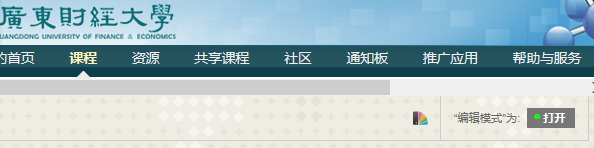 廣東財經大學
GUANGDONG UNIVERSITY OF FINANCE & ECONOMICS
的首页 课程 资源 共享课程 社区 通知板 推广应用 帮助与服务
“编辑模式”为: 打开